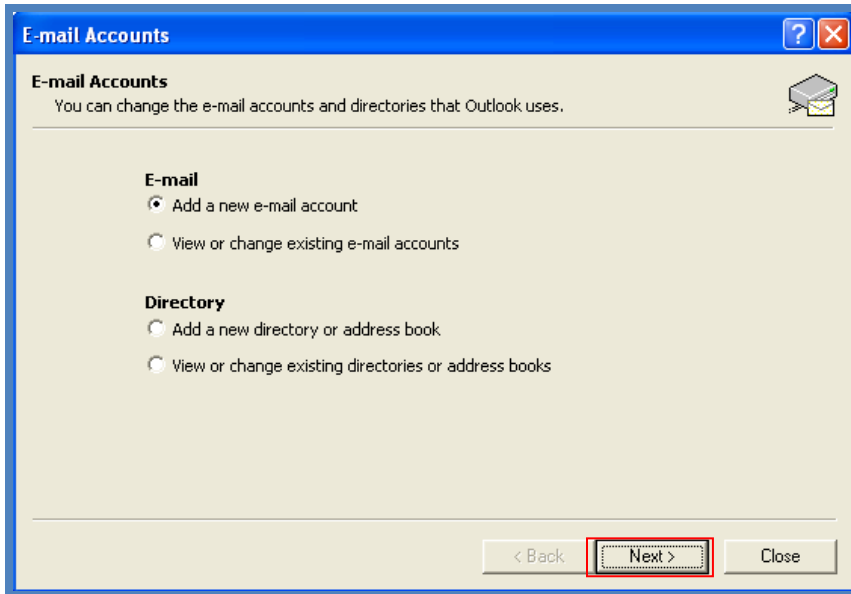 E-mail Accounts
E-mail Accounts
You can change the e-mail accounts and directories that Outlook uses.
E-mail
Add a new e-mail account
View or change existing e-mail accounts
Directory
Add a new directory or address book
View or change existing directories or address books
< Back Next > Close